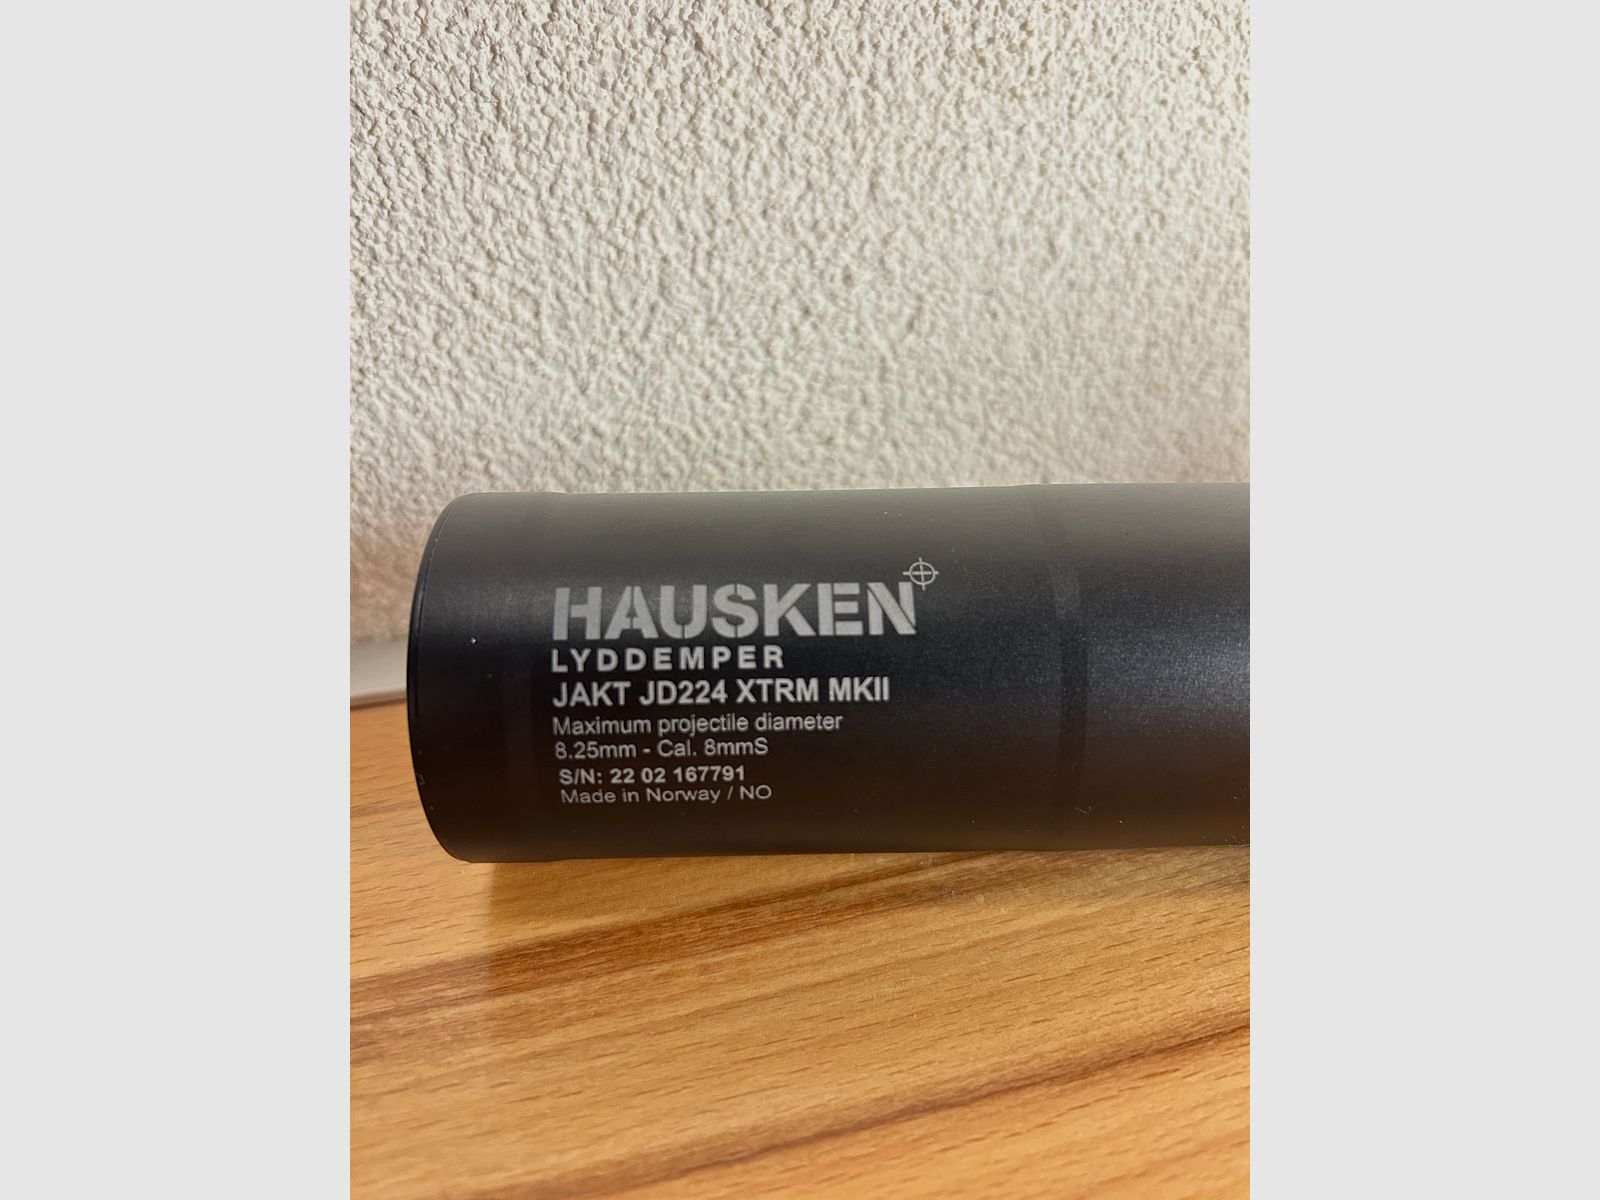 HAUSKEN
LYDDEMPER
JAKT JD224 XTRM MKII
Maximum projectile diameter
8.25mm - Cal. 8mmS
S/N: 22 02 167791
Made in Norway / NO